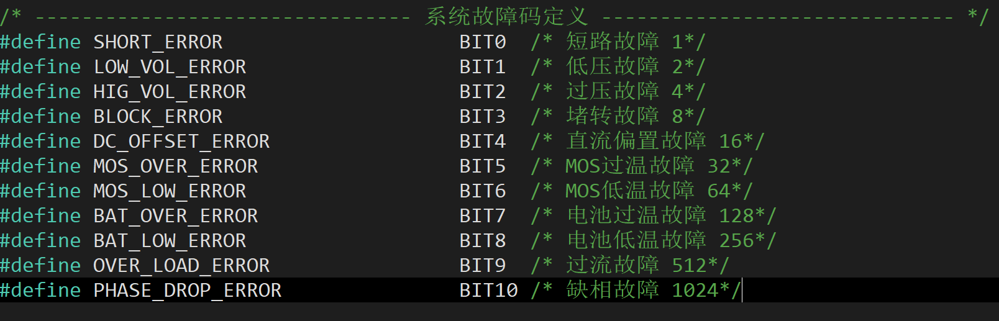 /* -------------------------------- 系统故障码定义 ------------------------------ */
#define SHORT_ERROR                    BIT0  /* 短路故障 1*/
#define LOW_VOL_ERROR                  BIT1  /* 低压故障 2*/
#define HIG_VOL_ERROR                  BIT2  /* 过压故障 4*/
#define BLOCK_ERROR                    BIT3  /* 堵转故障 8*/
#define DC_OFFSET_ERROR                BIT4  /* 直流偏置故障 16*/
#define MOS_OVER_ERROR                 BIT5  /* MOS过温故障 32*/
#define MOS_LOW_ERROR                  BIT6  /* MOS低温故障 64*/
#define BAT_OVER_ERROR                 BIT7  /* 电池过温故障 128*/
#define BAT_LOW_ERROR                  BIT8  /* 电池低温故障 256*/
#define OVER_LOAD_ERROR                BIT9  /* 过流故障 512*/
#define PHASE_DROP_ERROR               BIT10 /* 缺相故障 1024*/